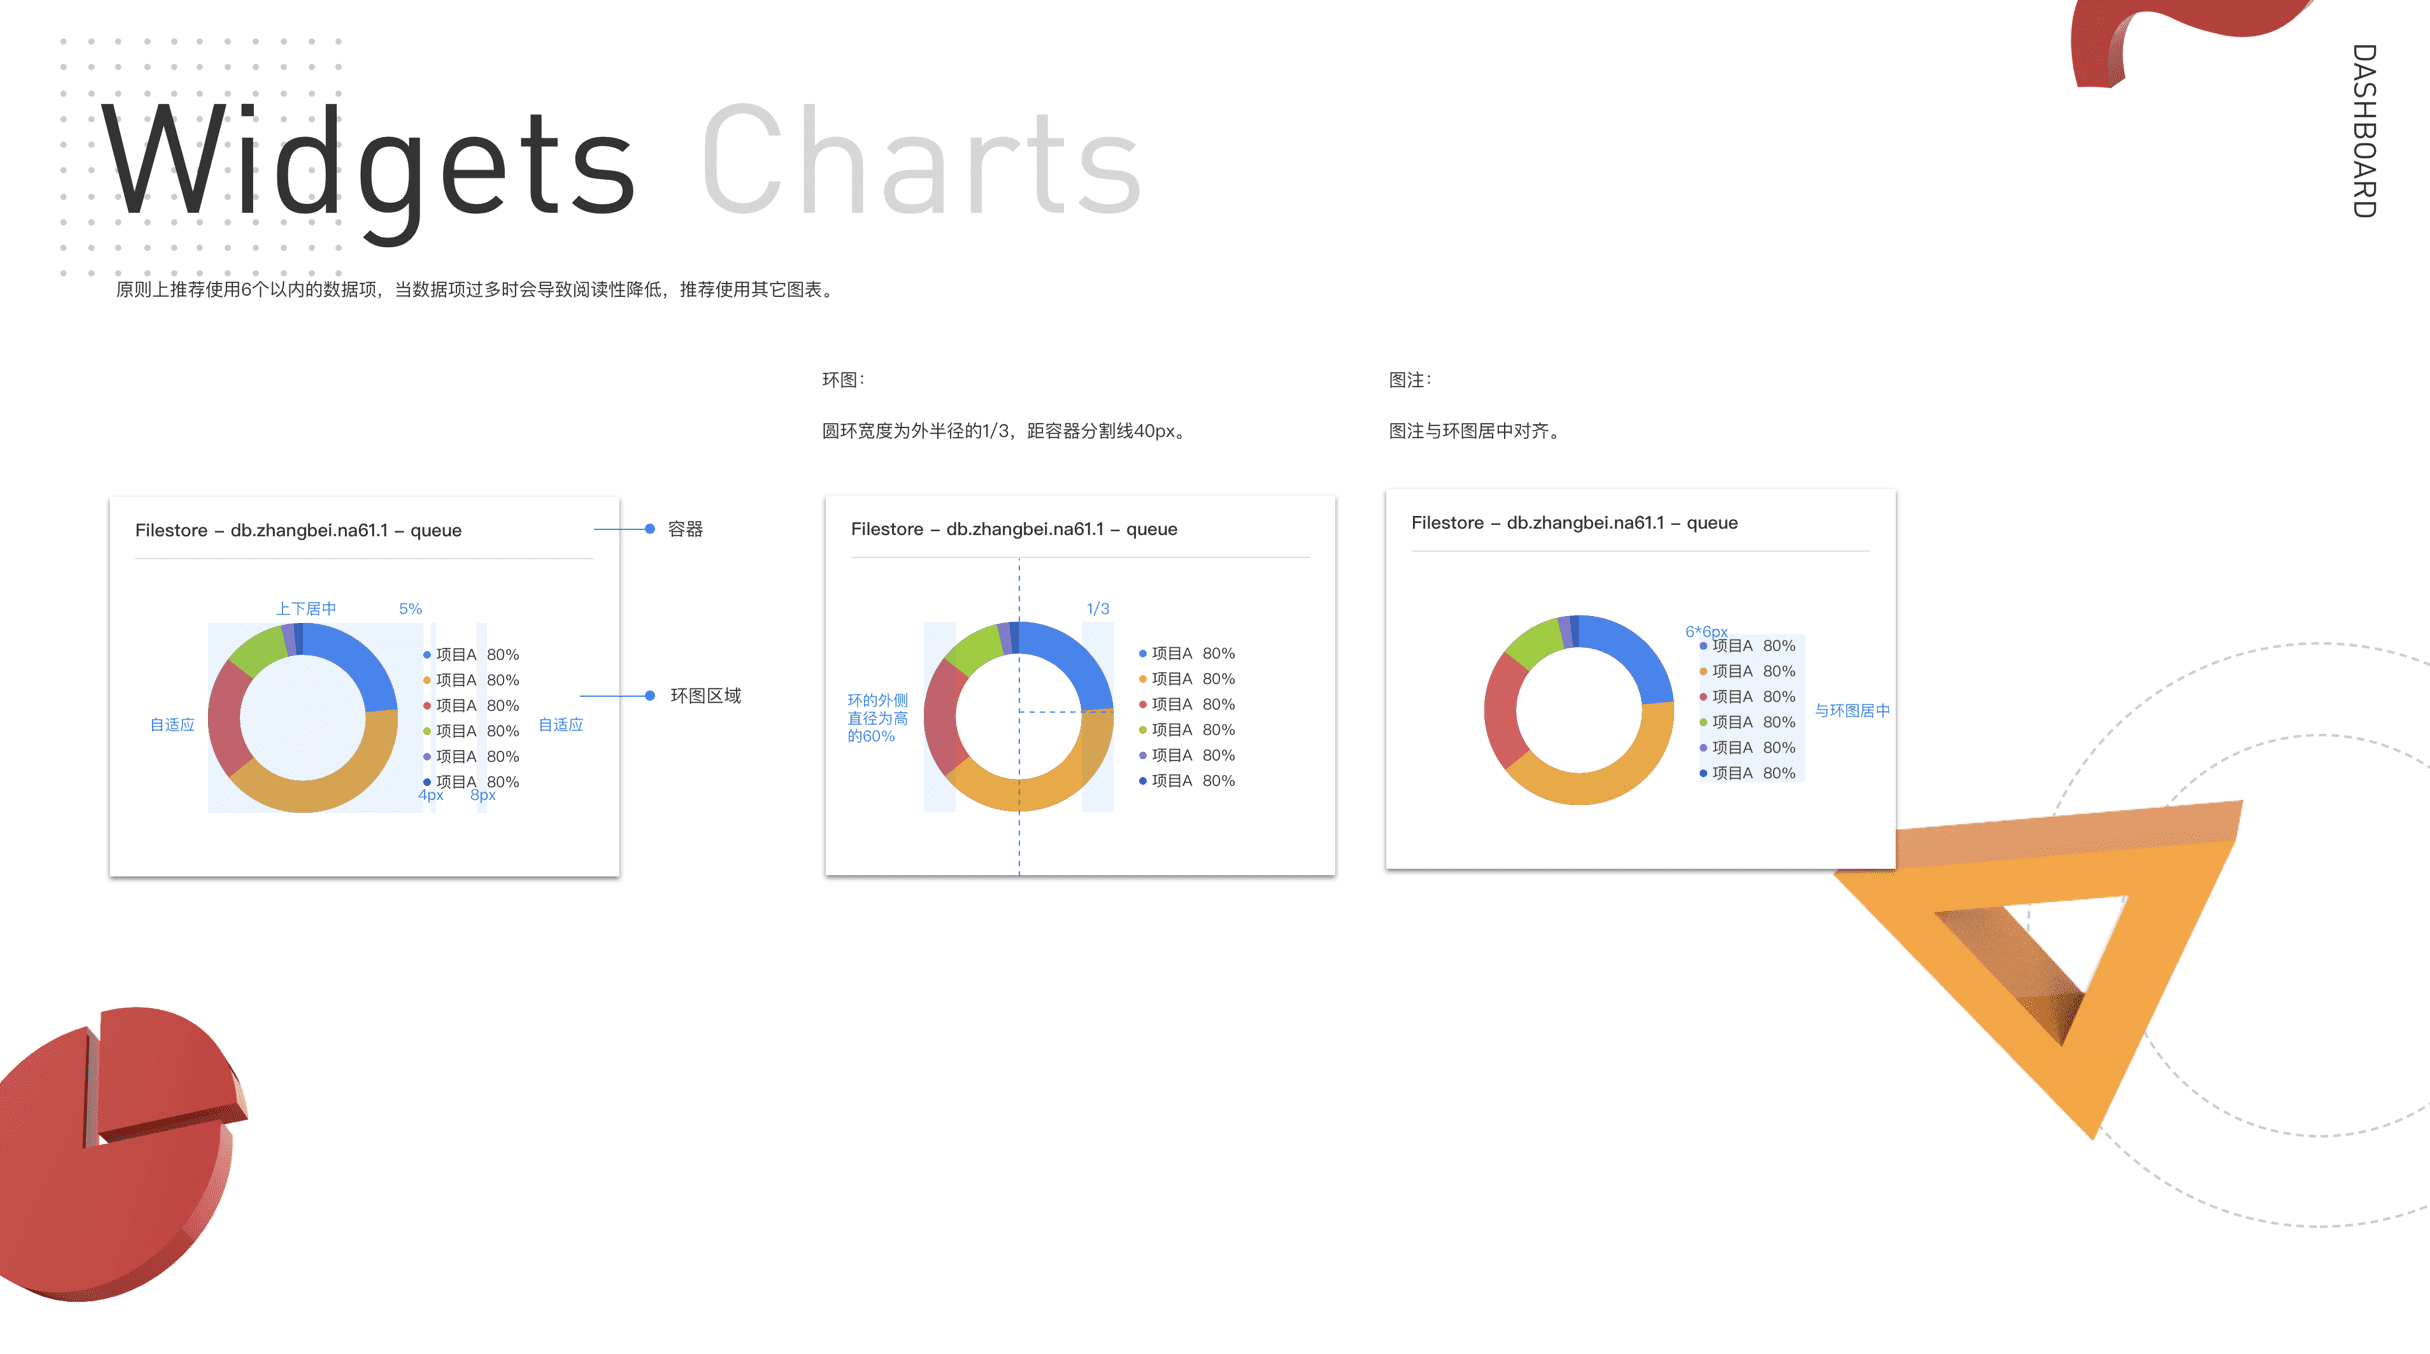 Widgets Charts
DASHBOARD
原则上推荐使用6个以内的数据项，当数据项过多时会导致阅读性降低，推荐使用其它图表。
环图：
圆环宽度为外半径的1/3，距容器分割线40px。
图注：
图注与环图居中对齐。
Filestore – db.zhangbei.na61.1 – queue
容器
上下居中
5%
项目A 80%
项目A 80%
项目A 80%
项目A 80%
项目A 80%
项目A 80%
4px
8px
自适应
自适应
环图区域
Filestore – db.zhangbei.na61.1 – queue
1/3
环的外侧
直径为高
的60%
项目A 80%
项目A 80%
项目A 80%
项目A 80%
项目A 80%
项目A 80%
Filestore – db.zhangbei.na61.1 – queue
6*6px
项目A 80%
项目A 80%
项目A 80%
项目A 80%
项目A 80%
项目A 80%
与环图居中